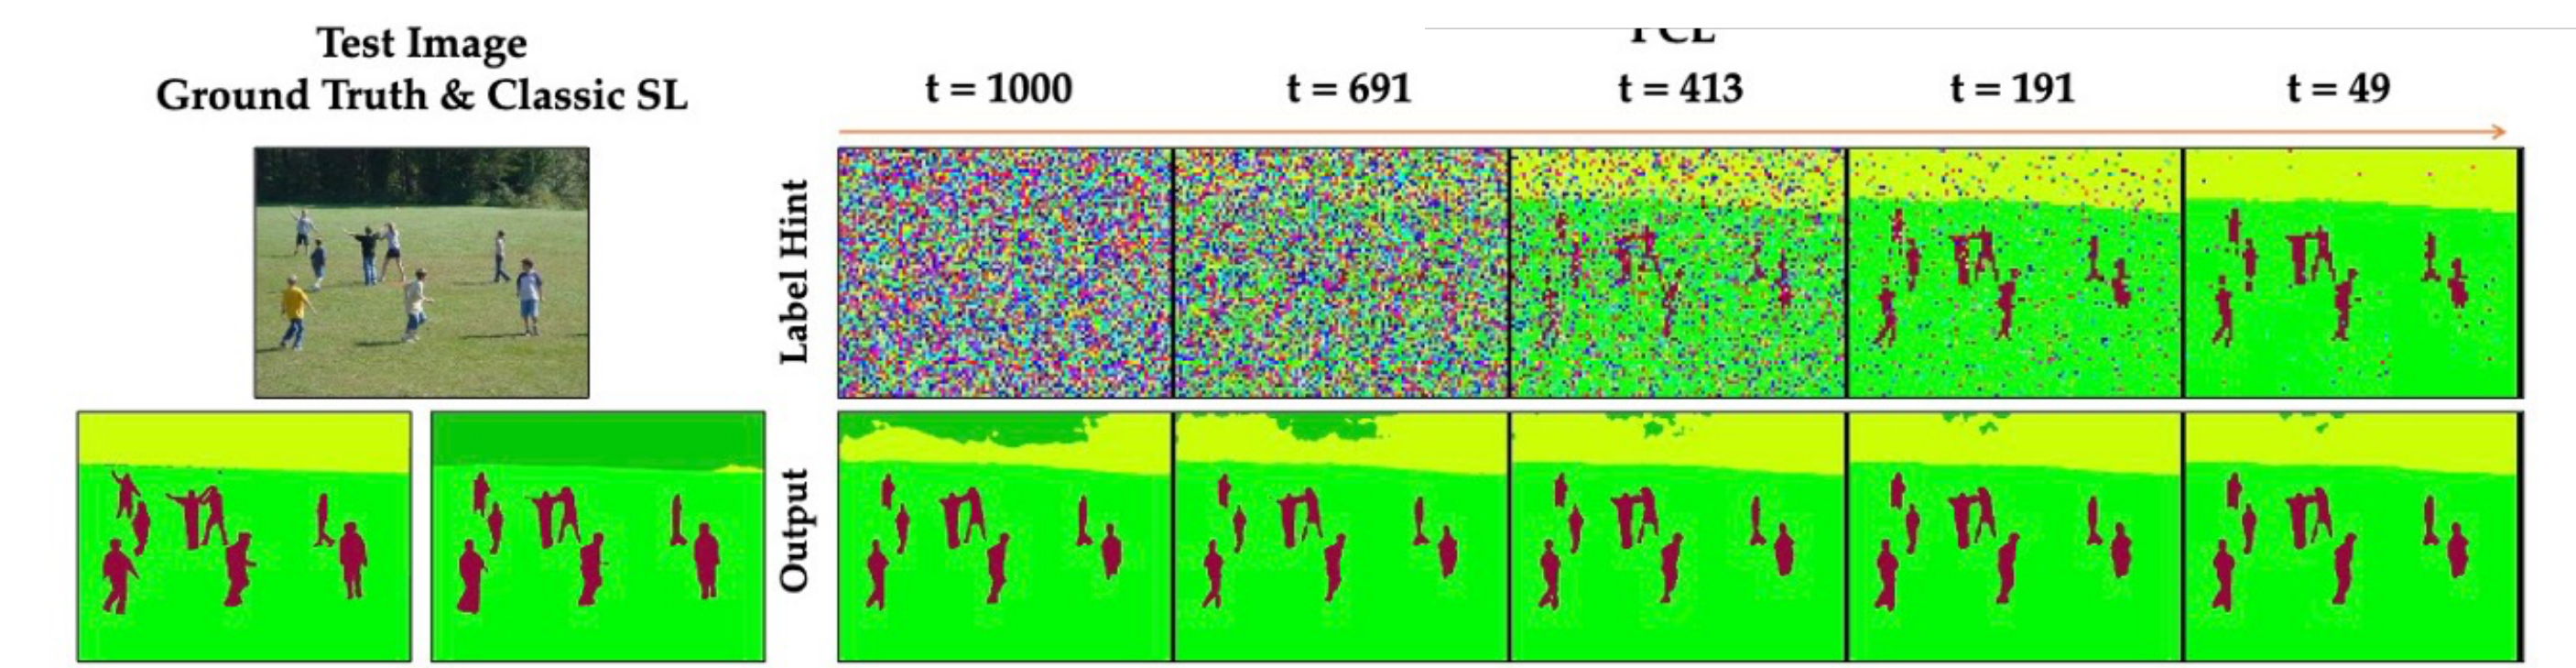 Test Image
Ground Truth & Classic SL
t = 1000
t = 691
t = 413
t = 191
t = 49
Label Hint
Output